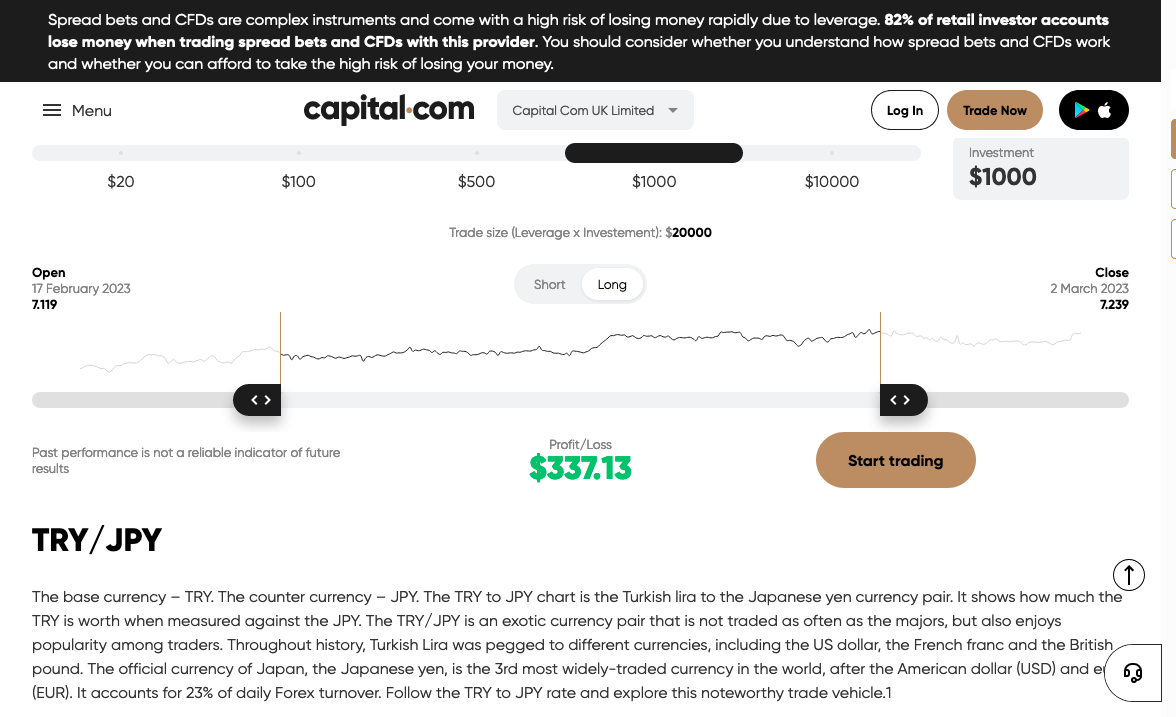 Spread bets and CFDs are complex instruments and come with a high risk of losing money rapidly due to leverage. 82% of retail investor accounts
lose money when trading spread bets and CFDs with this provider. You should consider whether you understand how spread bets and CFDs work
and whether you can afford to take the high risk of losing your money.
Menu
capital.com
Capital Com UK Limited
Log In
Trade Now
Investment
$1000
$20
$100
$500
$1000
$10000
Trade size (Leverage x Investement): $20000
Open
17 February 2023
7.119
Short
Long
Close
2 March 2023
7.239
Past performance is not a reliable indicator of future
results
Profit/Loss
$337.13
Start trading
TRY/JPY
The base currency – TRY. The counter currency – JPY. The TRY to JPY chart is the Turkish lira to the Japanese yen currency pair. It shows how much the
TRY is worth when measured against the JPY. The TRY/JPY is an exotic currency pair that is not traded as often as the majors, but also enjoys
popularity among traders. Throughout history, Turkish Lira was pegged to different currencies, including the US dollar, the French franc and the British
pound. The official currency of Japan, the Japanese yen, is the 3rd most widely-traded currency in the world, after the American dollar (USD) and
(EUR). It accounts for 23% of daily Forex turnover. Follow the TRY to JPY rate and explore this noteworthy trade vehicle.1